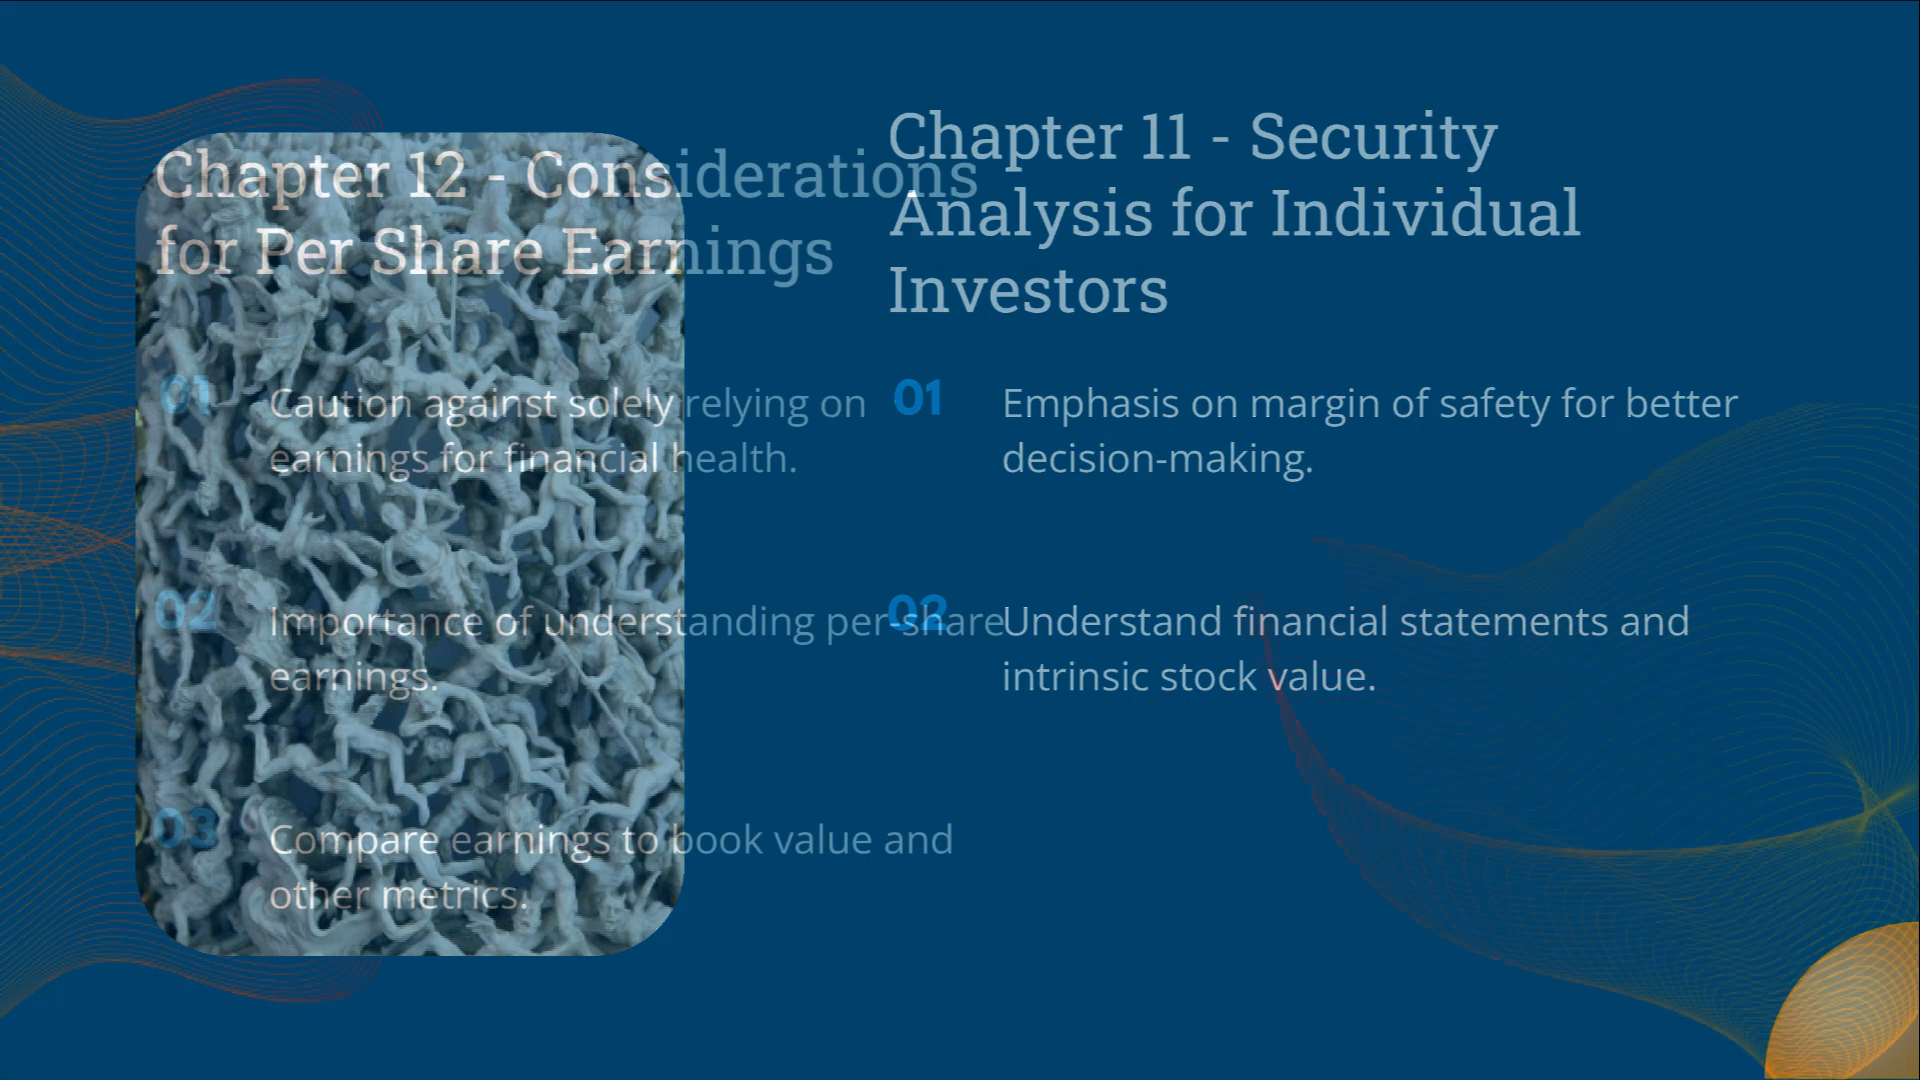 Chapter 12 - Considerations
for Per Share Earnings
01
Caution against solely relying on
earnings for financial health.
02
Importance of understanding per-share
earnings.
03
Compare earnings to book value and
other metrics.
Chapter 11 - Security
Analysis for Individual
Investors
01
Emphasis on margin of safety for better
decision-making.
02
Understand financial statements and
intrinsic stock value.